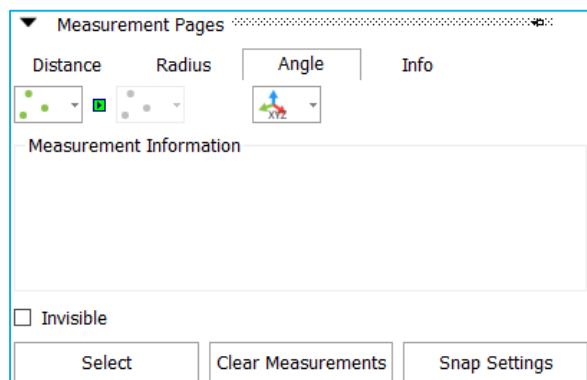 Measurement Pages
Distance Radius Angle Info
XYZ
Measurement Information
Invisible
Select Clear Measurements Snap Settings